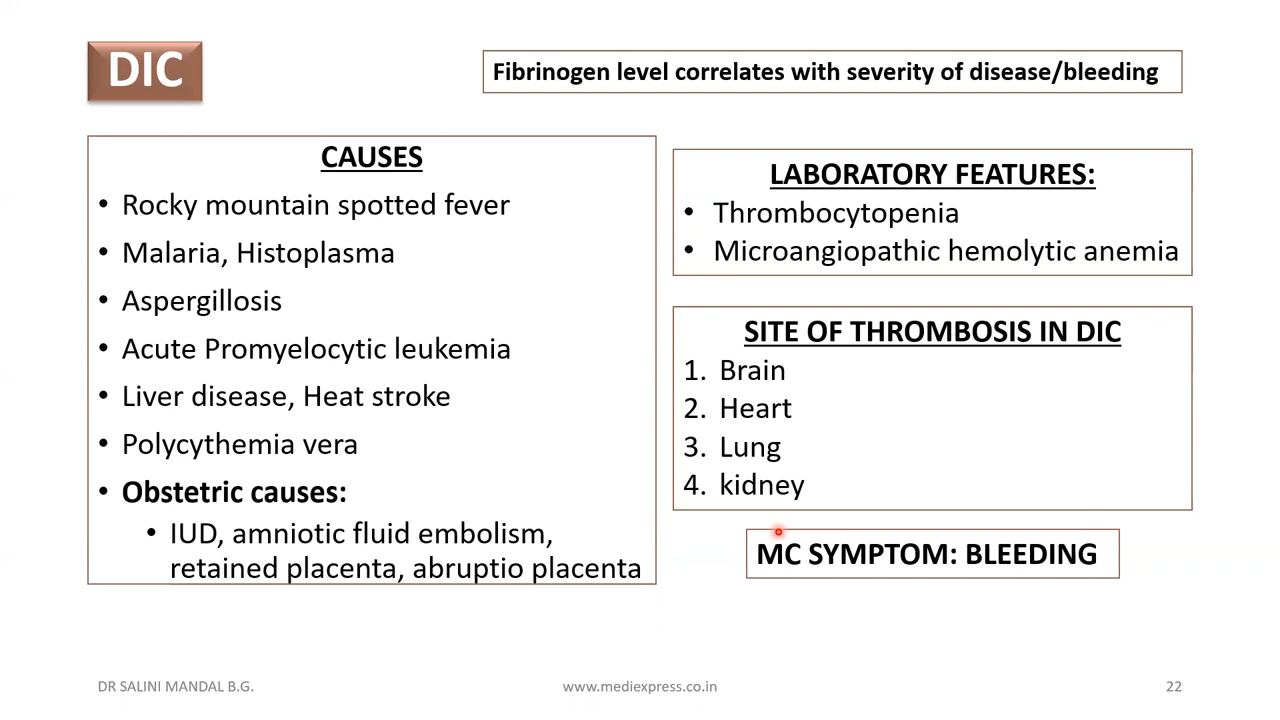 DIC
Fibrinogen level correlates with severity of disease/bleeding
CAUSES
• Rocky mountain spotted fever
• Malaria, Histoplasma
• Aspergillosis
• Acute Promyelocytic leukemia
• Liver disease, Heat stroke
• Polycythemia vera
• Obstetric causes:
• IUD, amniotic fluid embolism,
retained placenta, abruptio placenta
LABORATORY FEATURES:
• Thrombocytopenia
• Microangiopathic hemolytic anemia
SITE OF THROMBOSIS IN DIC
1. Brain
2. Heart
3. Lung
4. kidney
MC SYMPTOM: BLEEDING
DR SALINI MANDAL B.G.
www.mediexpress.co.in
22